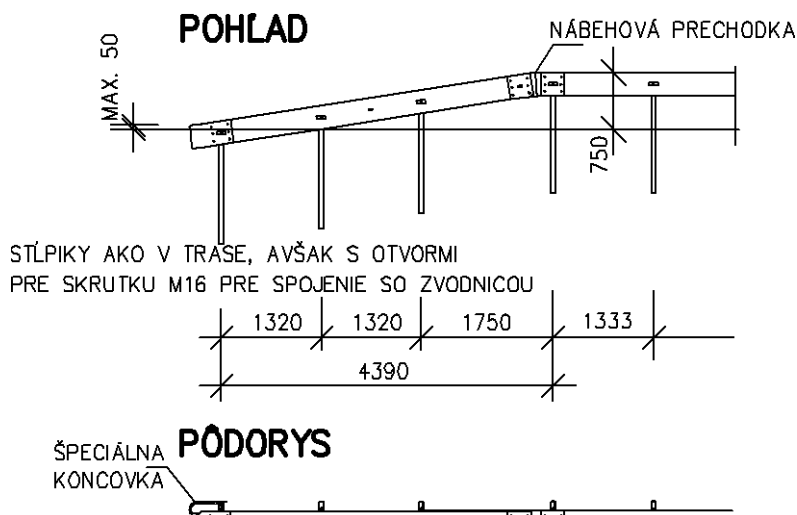 POHĽAD
NÁBEHOVÁ PRECHODKA
MAX. 50
750
STĹPIKY AKO V TRASE, AVŠAK S OTVORMI
PRE SKRUTKU M16 PRE SPOJENIE SO ZVODNICOU
1320 1320 1750 1333
4390
PÔDORYS
ŠPECIÁLNA
KONCOVKA